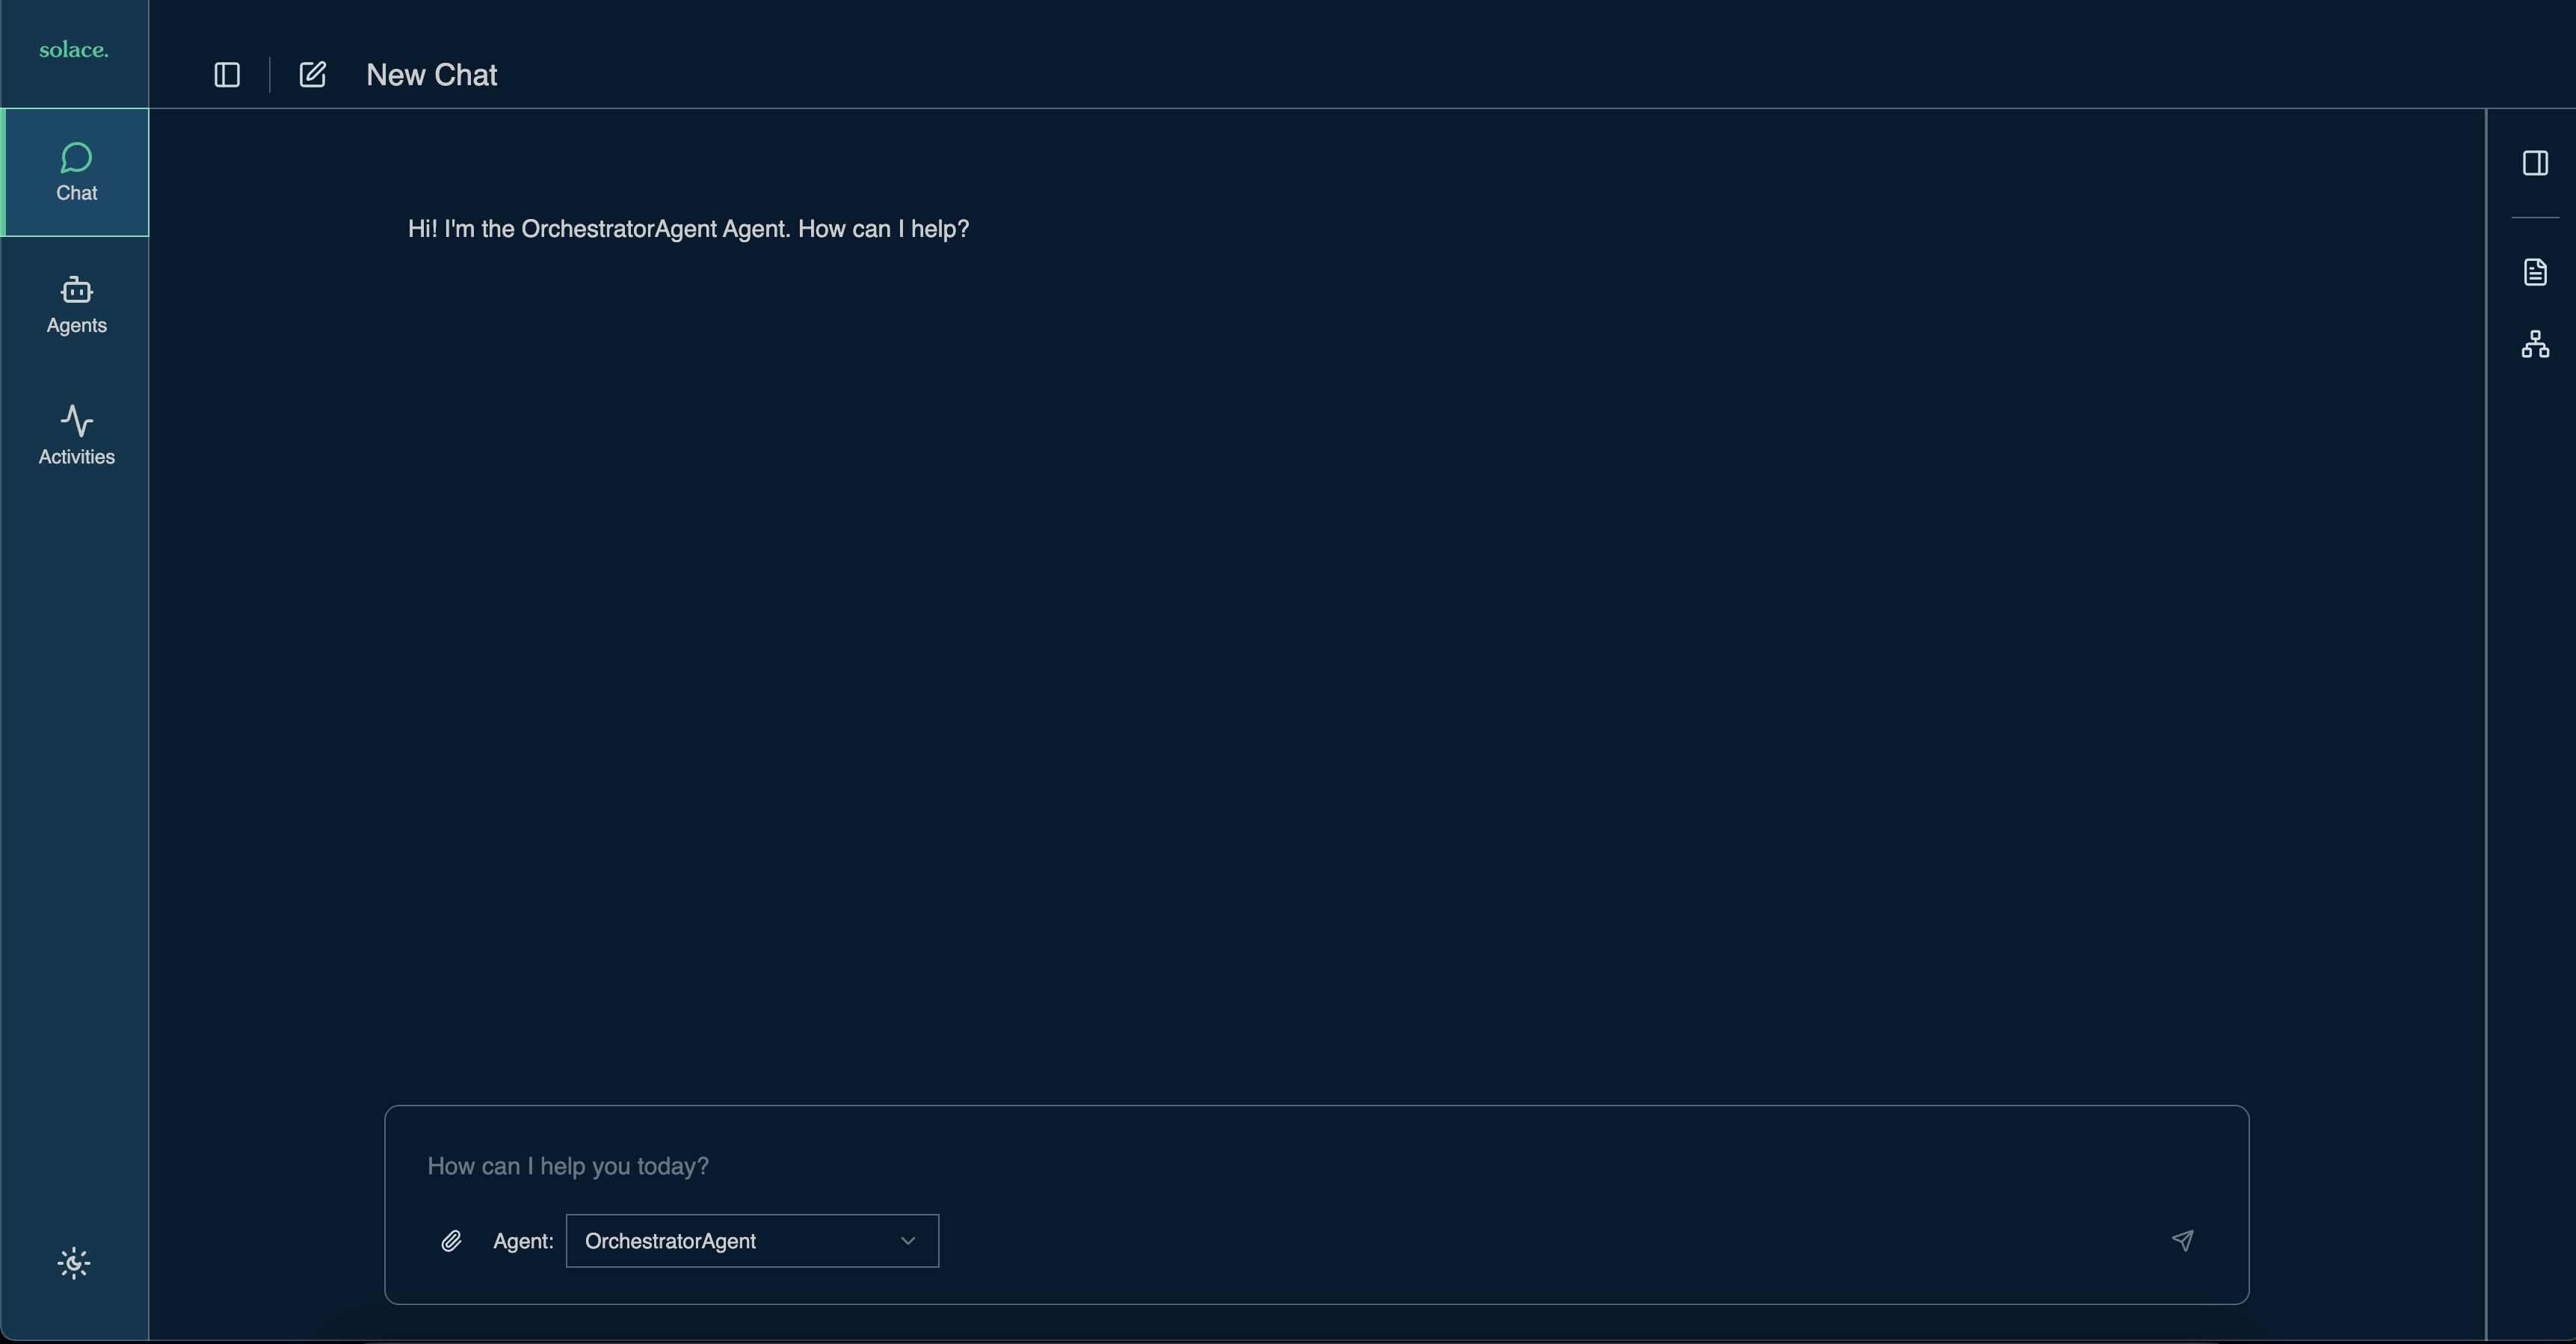 solace.
New Chat
Chat
Agents
Activities
Hi! I'm the OrchestratorAgent Agent. How can I help?
How can I help you today?
Agent: OrchestratorAgent